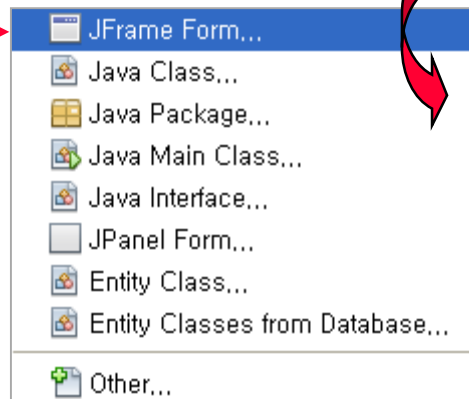 JFrame Form...
Java Class...
Java Package...
Java Main Class...
Java Interface...
JPanel Form...
Entity Class...
Entity Classes from Database...
Other...